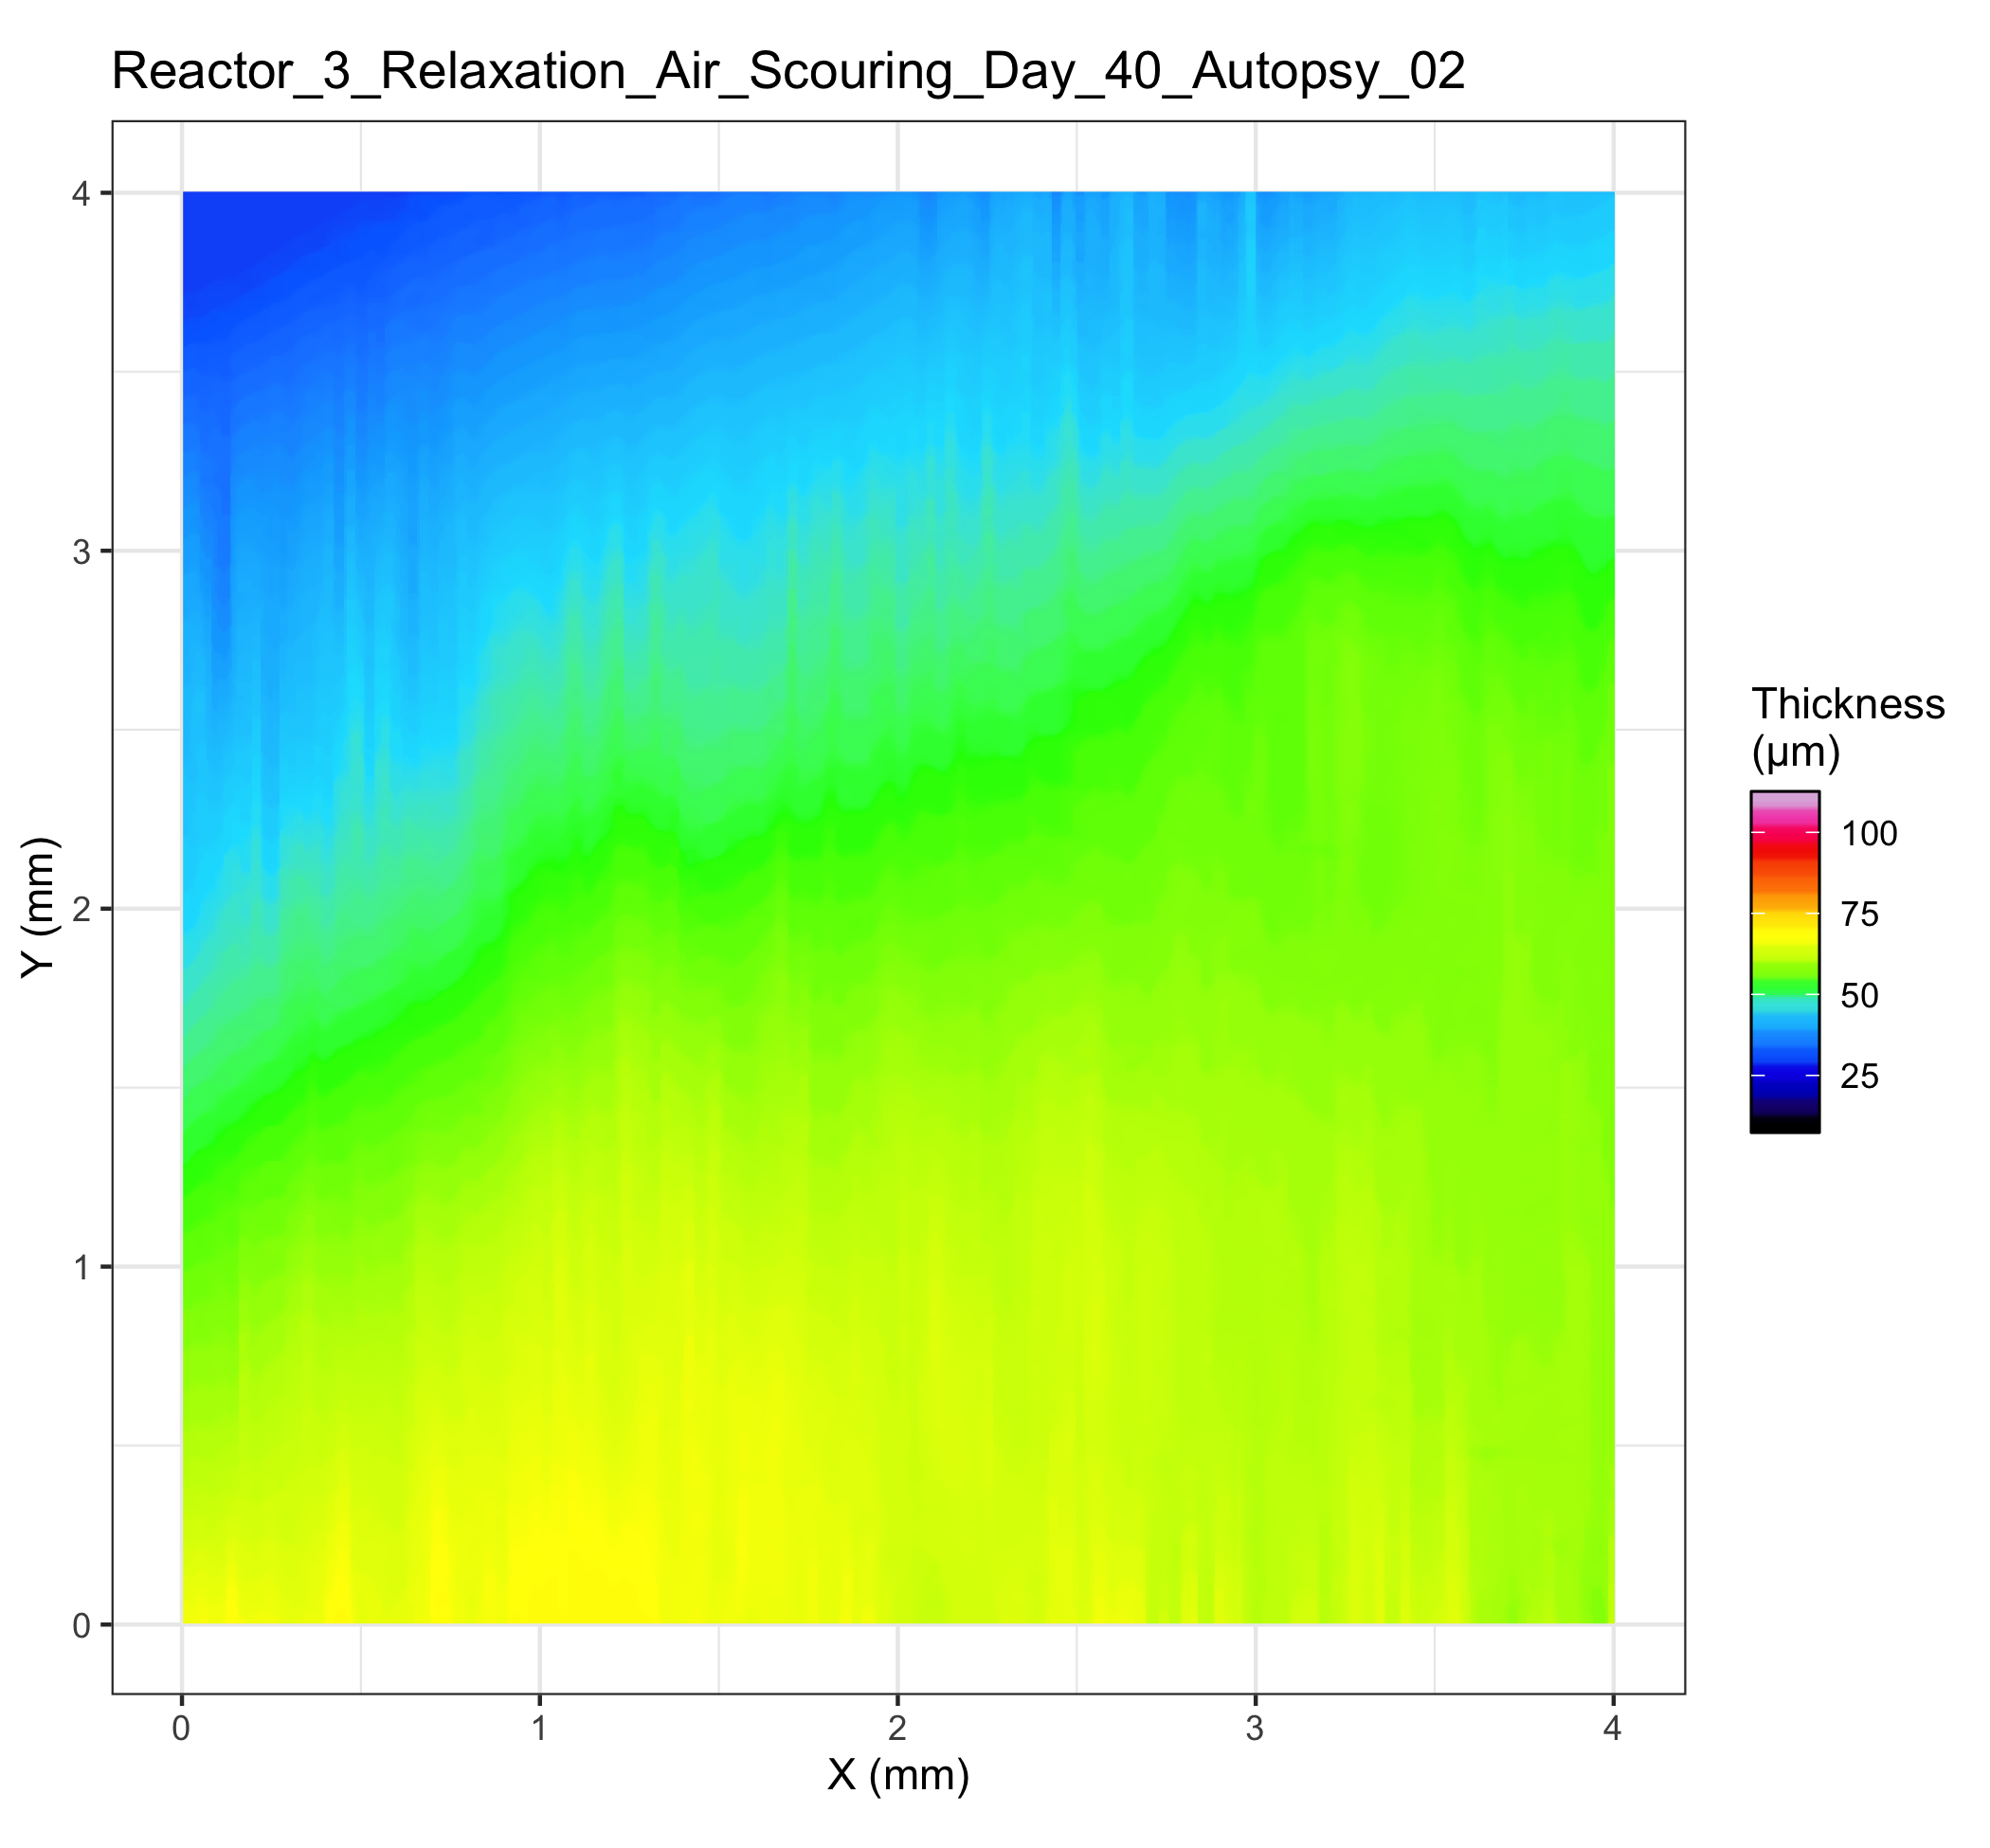 Reactor_3_Relaxation_Air_Scouring_Day_40_Autopsy_02
4
3
2
1
0
Y (mm)
0 1 2 3 4
X (mm)
Thickness
(μm)
100
75
50
25